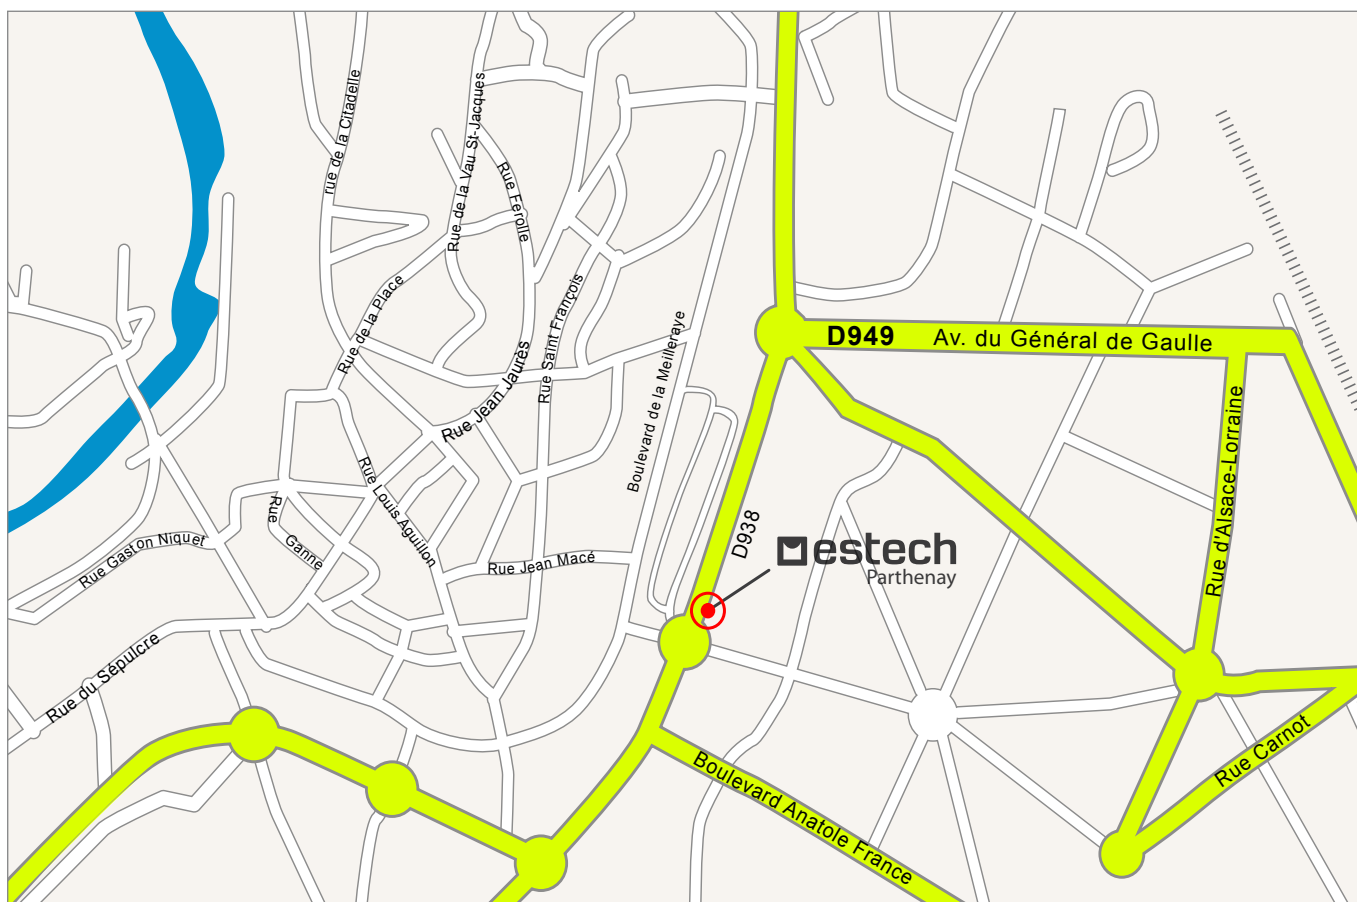 rue de la Citadelle
Rue de la Vau St-Jacques
Rue Ferolle
Rue de la Place
Rue Saint François
Rue Jean Jaurès
Boulevard de la Meilleraye
D949 Av. du Général de Gaulle
Rue d'Alsace-Lorraine
Rue Louis Aguillon
Rue Ganne
Rue Gaston Niquet
Rue Jean Macé
D938
estech
Parthenay
Rue du Sépulcre
Boulevard Anatole France
Rue Carnot